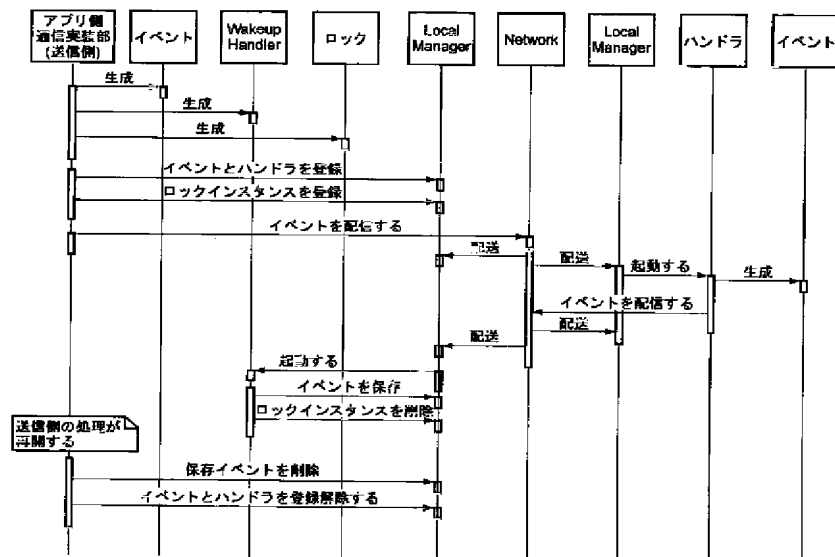 アプリ側
通信実装部
(送信側)
イベント
Wakeup
Handler
ロック
Local
Manager
Network
Local
Manager
ハンドラ
イベント
生成
生成
生成
イベントとハンドラを登録
ロックインスタンスを登録
イベントを配信する
配送
配送
起動する
生成
イベントを配信する
配送
配送
起動する
イベントを保存
ロックインスタンスを削除
送信側の処理が
再開する
保存イベントを削除
イベントとハンドラを登録解除する